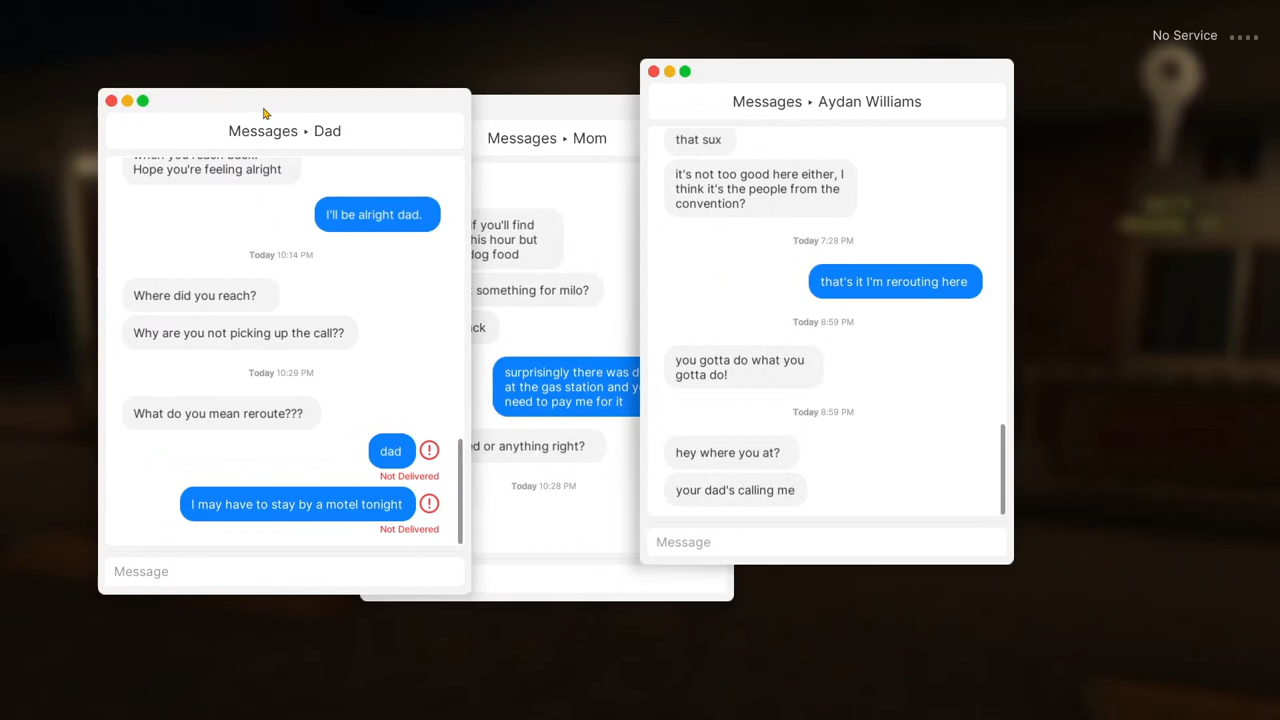 No Service
Messages ‣ Dad
Hope you're feeling alright
I'll be alright dad.
Today 10:14 PM
Where did you reach?
Why are you not picking up the call??
Today 10:29 PM
What do you mean reroute???
dad
Not Delivered
I may have to stay by a motel tonight
Not Delivered
Message
Messages ‣ Mom
if you'll find
his hour but
dog food
something for milo?
ck
surprisingly there was d
at the gas station and y
need to pay me for it
ed or anything right?
Today 10:28 PM
Messages ‣ Aydan Williams
that sux
it's not too good here either, I
think it's the people from the
convention?
Today 7:28 PM
that's it I'm rerouting here
Today 8:59 PM
you gotta do what you
gotta do!
Today 8:59 PM
hey where you at?
your dad's calling me
Message